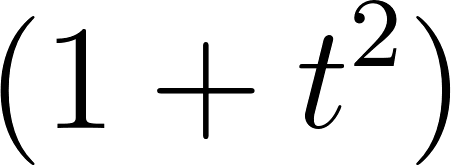 (1 + t²)